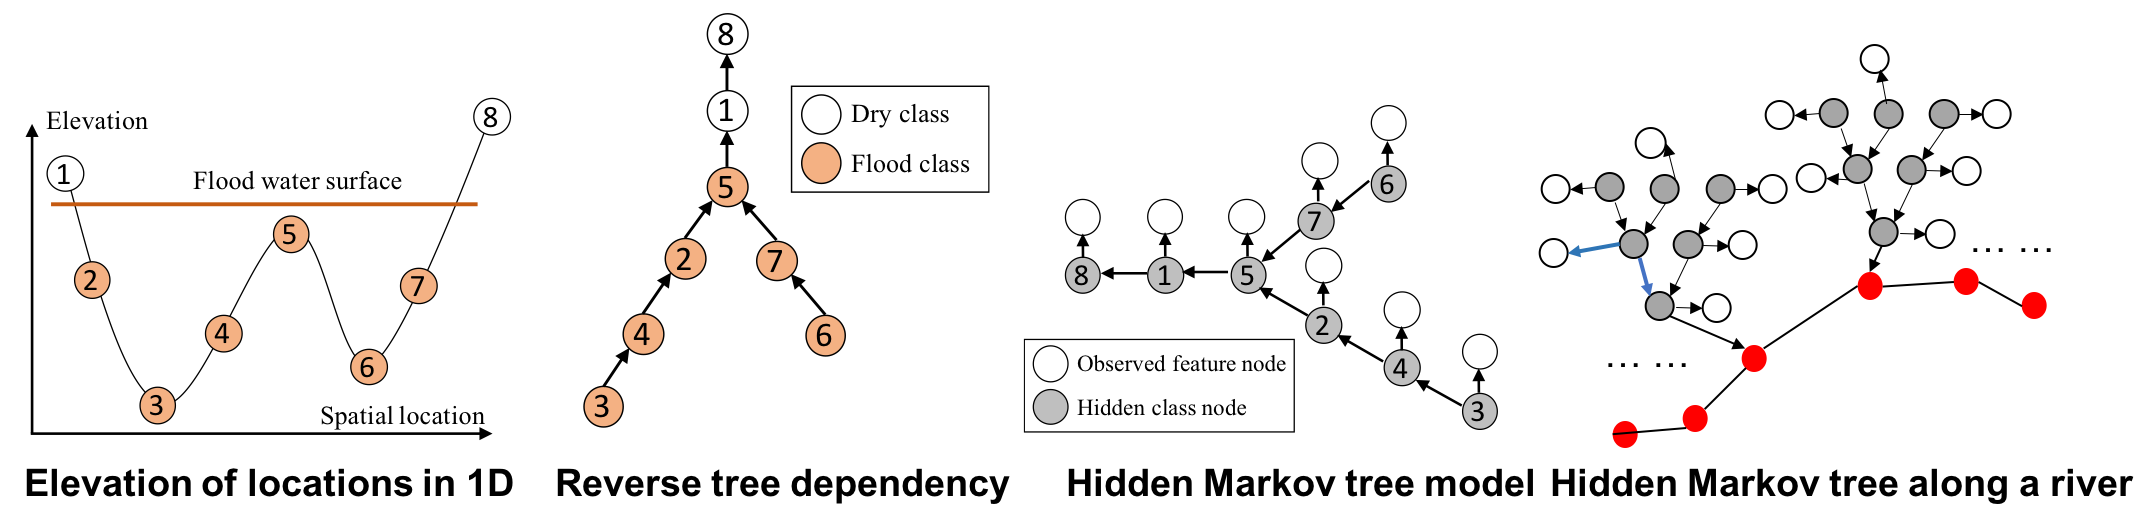 Elevation
1
2
3
4
5
6
7
8
Flood water surface
Spatial location
Elevation of locations in 1D
8
1
5
2
7
4
6
3
Dry class
Flood class
Reverse tree dependency
6
7
8
1
5
2
4
3
Observed feature node
Hidden class node
Hidden Markov tree model
... ...
... ...
Hidden Markov tree along a river